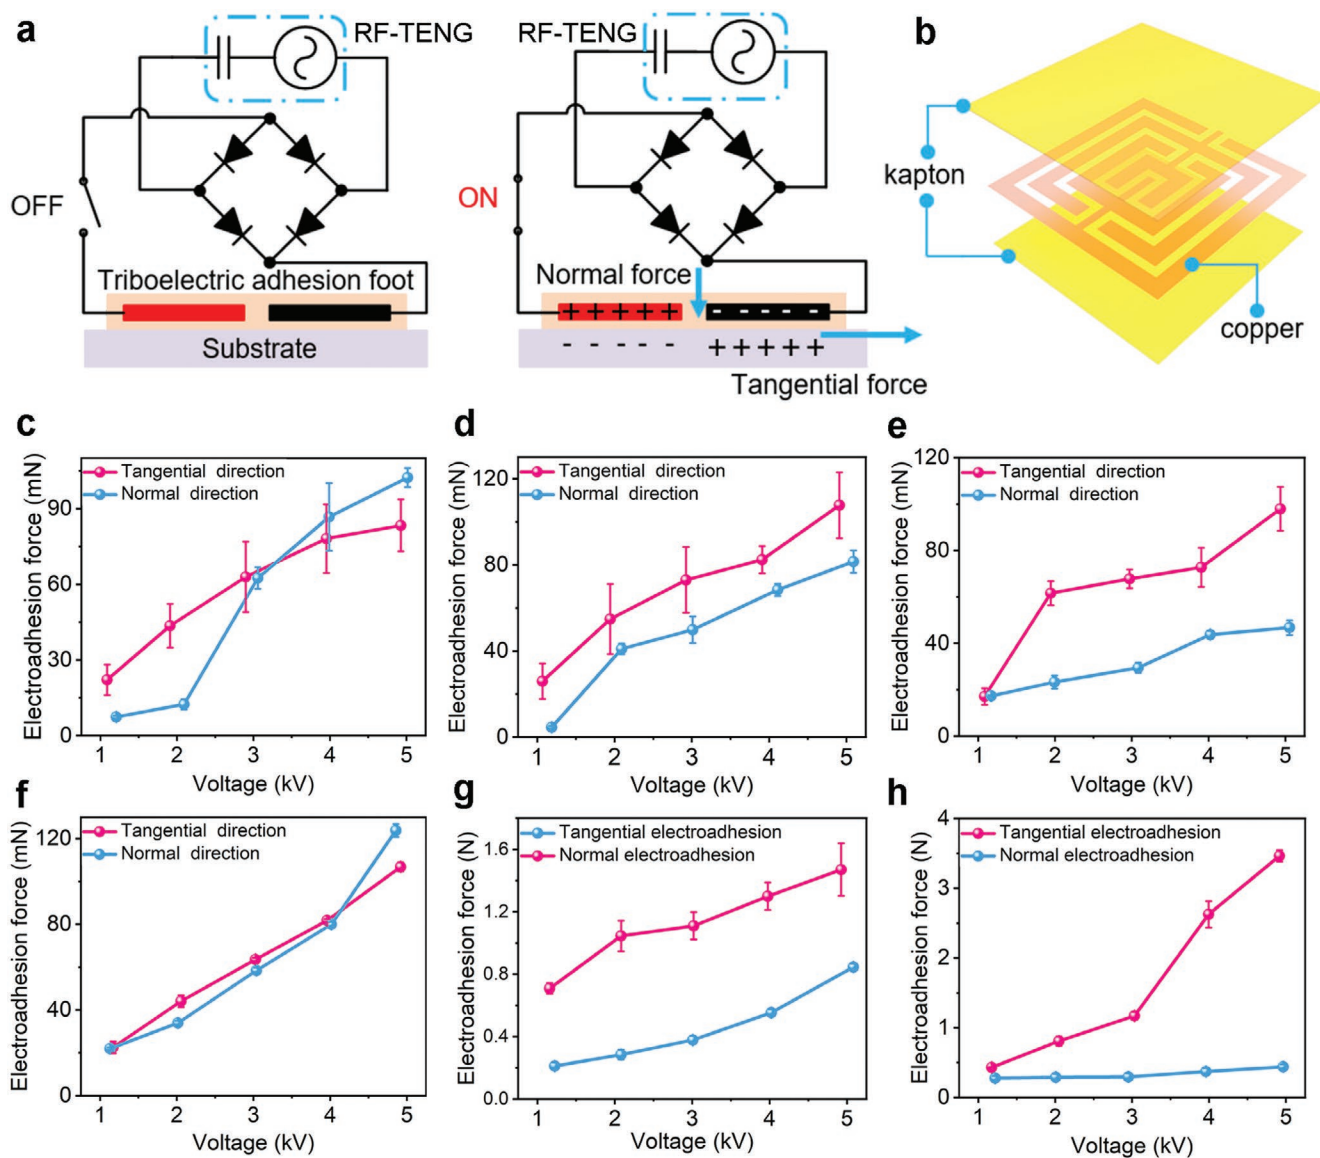 a
RF-TENG
RF-TENG
OFF
ON
Triboelectric adhesion foot
Substrate
Normal force
+ + + + +
- - - - -
- - - - -
+ + + + +
Tangential force
b
kapton
copper
c
Electroadhesion force (mN)
Tangential direction
Normal direction
90
60
30
0
1 2 3 4 5
Voltage (kV)
d
Electroadhesion force (mN)
Tangential direction
Normal direction
120
80
40
0
1 2 3 4 5
Voltage (kV)
e
Electroadhesion force (mN)
Tangential direction
Normal direction
120
80
40
0
1 2 3 4 5
Voltage (kV)
f
Electroadhesion force (mN)
Tangential direction
Normal direction
120
80
40
0
1 2 3 4 5
Voltage (kV)
g
Electroadhesion force (N)
Tangential electroadhesion
Normal electroadhesion
1.6
1.2
0.8
0.4
0.0
1 2 3 4 5
Voltage (kV)
h
Electroadhesion force (N)
Tangential electroadhesion
Normal electroadhesion
4
3
2
1
0
1 2 3 4 5
Voltage (kV)